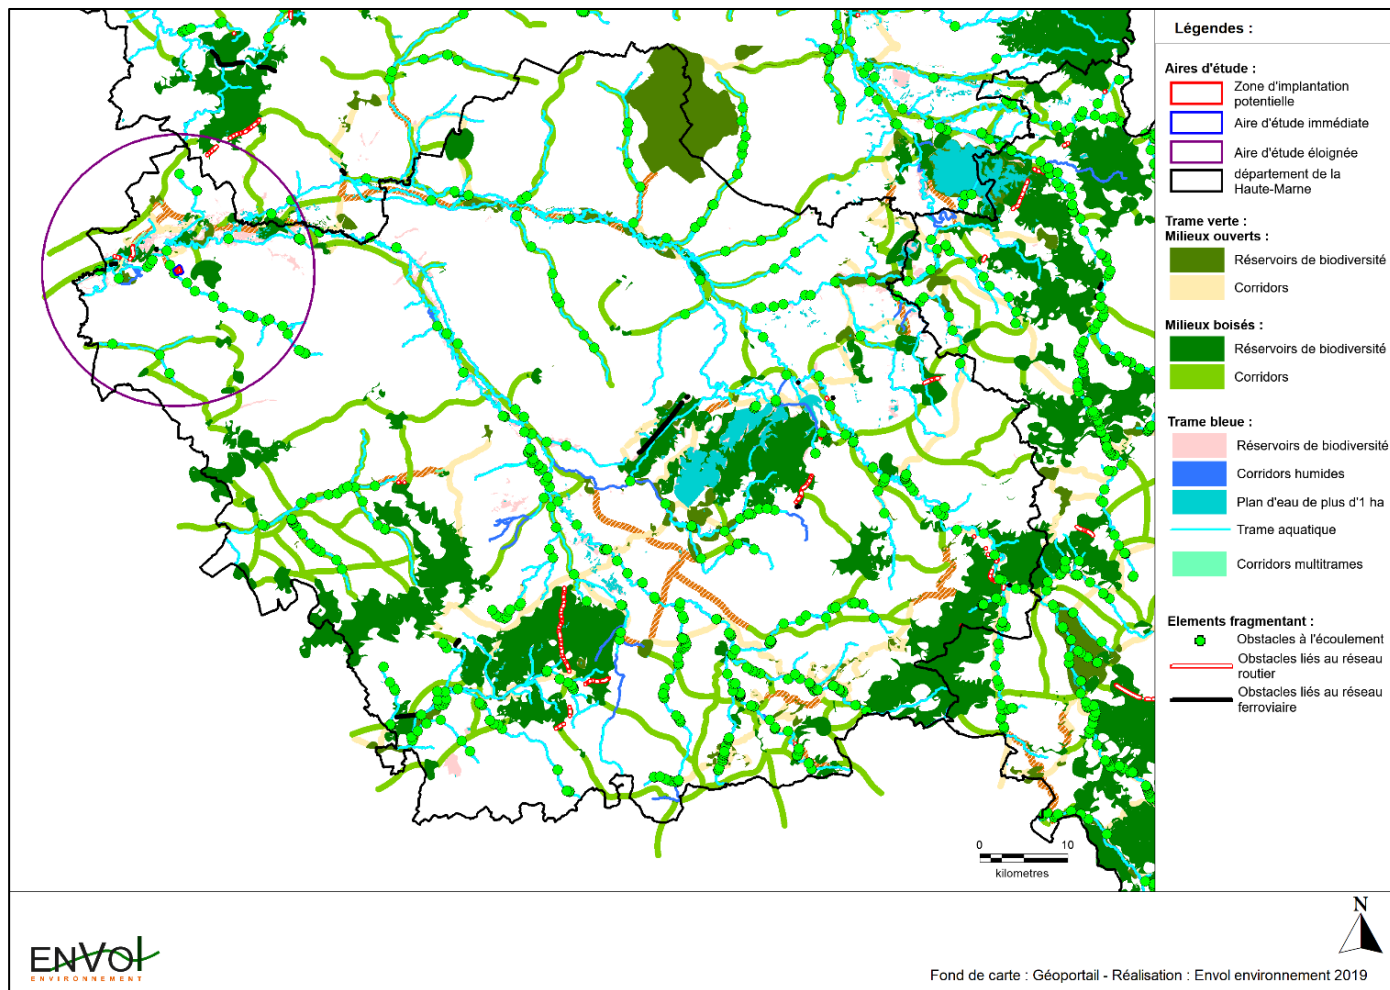 Légendes :
Aires d'étude :
Zone d'implantation
potentielle
Aire d'étude immédiate
Aire d'étude éloignée
département de la
Haute-Marne
Trame verte :
Milieux ouverts :
Réservoirs de biodiversité
Corridors
Milieux boisés :
Réservoirs de biodiversité
Corridors
Trame bleue :
Réservoirs de biodiversité
Corridors humides
Plan d'eau de plus d'1 ha
Trame aquatique
Corridors multitrames
Elements fragmentant :
Obstacles à l'écoulement
Obstacles liés au réseau
routier
Obstacles liés au réseau
ferroviaire
0 10
kilometres
N
ENVOl
ENVIRONNEMENT
Fond de carte : Géoportail - Réalisation : Envol environnement 2019